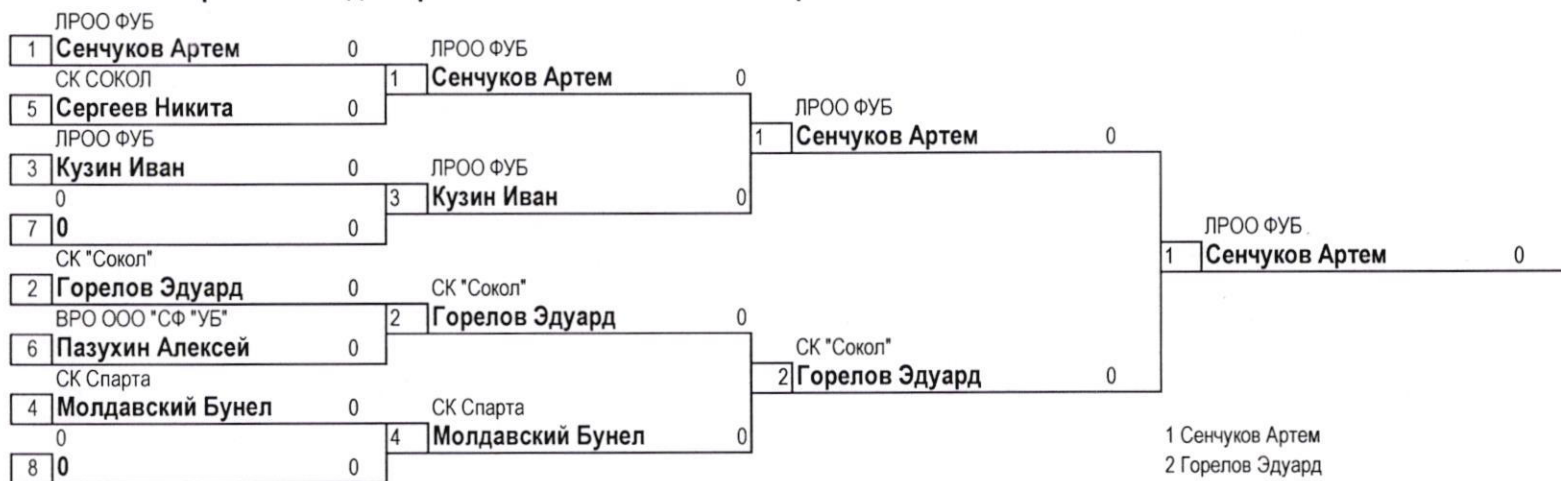 ЛРОО ФУБ
1 Сенчуков Артем 0
СК СОКОЛ
5 Сергеев Никита 0
ЛРОО ФУБ
3 Кузин Иван 0
0
7 0 0
СК "Сокол"
2 Горелов Эдуард 0
ВРО ООО "СФ "УБ"
6 Пазухин Алексей 0
СК Спарта
4 Молдавский Бунел 0
0
8 0 0
ЛРОО ФУБ
1 Сенчуков Артем 0
ЛРОО ФУБ
3 Кузин Иван 0
СК "Сокол"
2 Горелов Эдуард 0
СК Спарта
4 Молдавский Бунел 0
ЛРОО ФУБ
1 Сенчуков Артем 0
СК "Сокол"
2 Горелов Эдуард 0
ЛРОО ФУБ
1 Сенчуков Артем 0
1 Сенчуков Артем
2 Горелов Эдуард